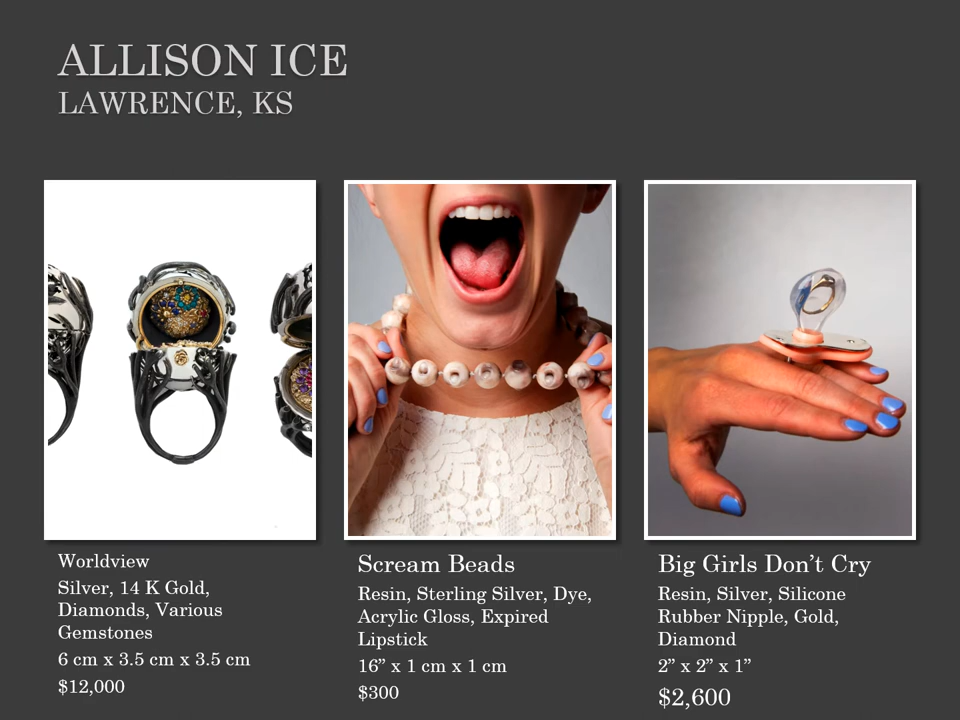 ALLISON ICE
LAWRENCE, KS
Worldview
Silver, 14 K Gold,
Diamonds, Various
Gemstones
6 cm x 3.5 cm x 3.5 cm
$12,000
Scream Beads
Resin, Sterling Silver, Dye,
Acrylic Gloss, Expired
Lipstick
16” x 1 cm x 1 cm
$300
Big Girls Don’t Cry
Resin, Silver, Silicone
Rubber Nipple, Gold,
Diamond
2” x 2” x 1”
$2,600